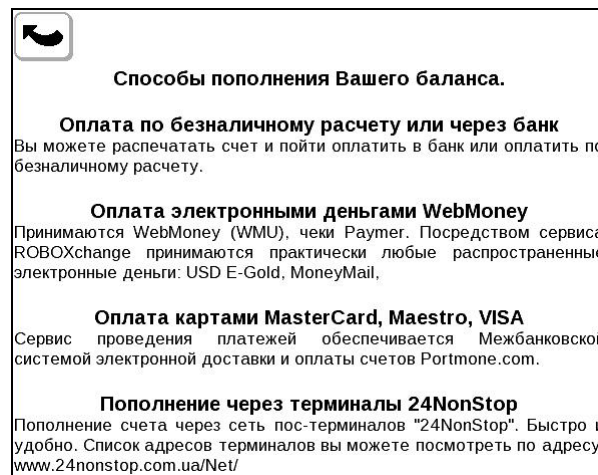 Способы пополнения Вашего баланса.
Оплата по безналичному расчету или через банк
Вы можете распечатать счет и пойти оплатить в банк или оплатить по
безналичному расчету.
Оплата электронными деньгами WebMoney
Принимаются WebMoney (WMU), чеки Paymer. Посредством сервиса
ROBOXchange принимаются практически любые распространенные
электронные деньги: USD E-Gold, MoneyMail,
Оплата картами MasterCard, Maestro, VISA
Сервис проведения платежей обеспечивается Межбанковской
системой электронной доставки и оплаты счетов Portmone.com.
Пополнение через терминалы 24NonStop
Пополнение счета через сеть пос-терминалов "24NonStop". Быстро и
удобно. Список адресов терминалов вы можете посмотреть по адресу
www.24nonstop.com.ua/Net/